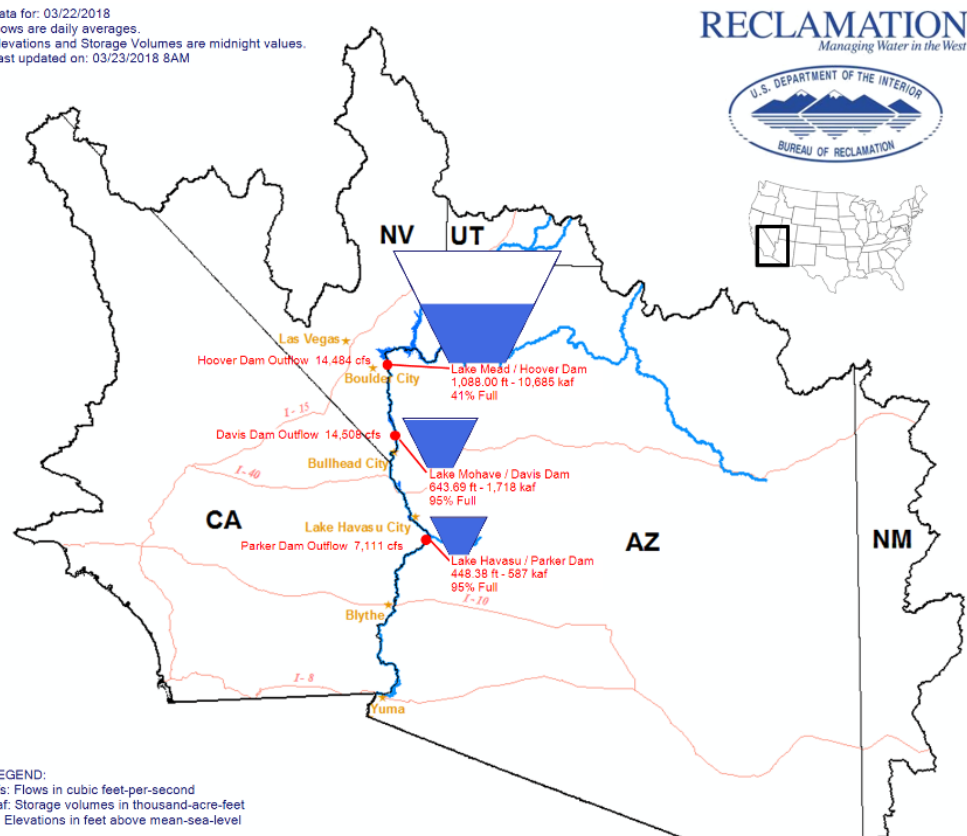 ata for: 03/22/2018
ows are daily averages.
levations and Storage Volumes are midnight values.
ast updated on: 03/23/2018 8AM
RECLAMATION
Managing Water in the West
U.S. DEPARTMENT OF THE INTERIOR
BUREAU OF RECLAMATION
NV
UT
Las Vegas
Hoover Dam Outflow 14,484 cfs
Boulder City
Lake Mead / Hoover Dam
1,088.00 ft - 10,685 kaf
41% Full
I - 15
Davis Dam Outflow 14,508 cfs
Bullhead City
I - 40
Lake Mohave / Davis Dam
643.69 ft - 1,718 kaf
95% Full
CA
Lake Havasu City
Parker Dam Outflow 7,111 cfs
AZ
NM
Lake Havasu / Parker Dam
448.38 ft - 587 kaf
95% Full
I - 10
Blythe
I - 8
Yuma
EGEND:
s: Flows in cubic feet-per-second
af: Storage volumes in thousand-acre-feet
: Elevations in feet above mean-sea-level